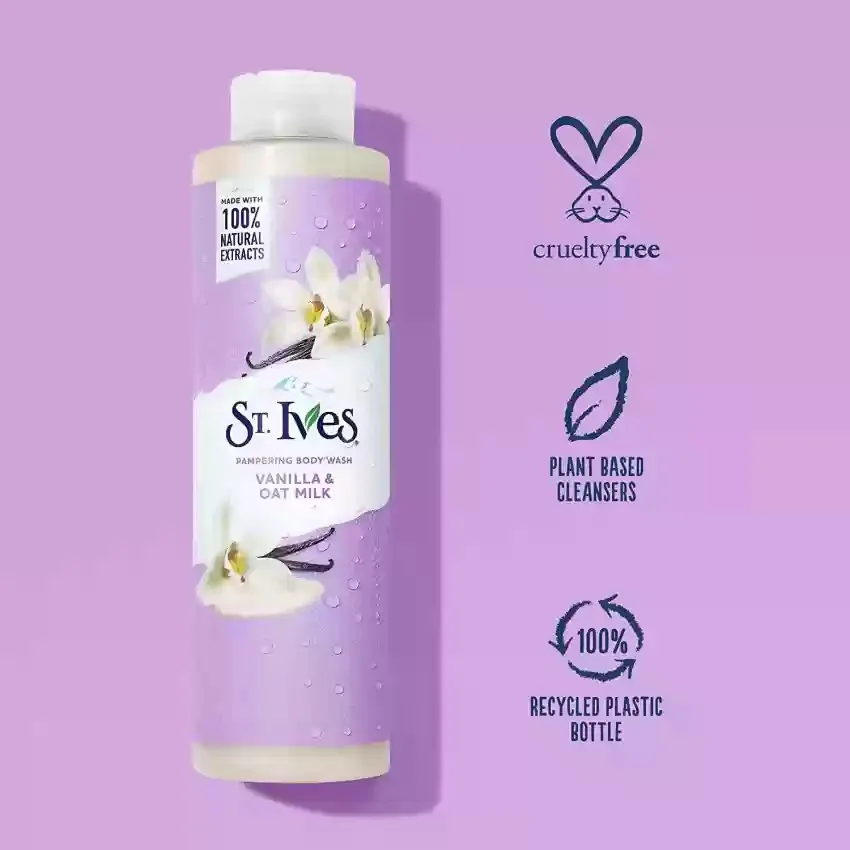 MADE WITH
100%
NATURAL
EXTRACTS
ST. IVES
PAMPERING BODY WASH
VANILLA &
OAT MILK
crueltyfree
PLANT BASED
CLEANSERS
100%
RECYCLED PLASTIC
BOTTLE